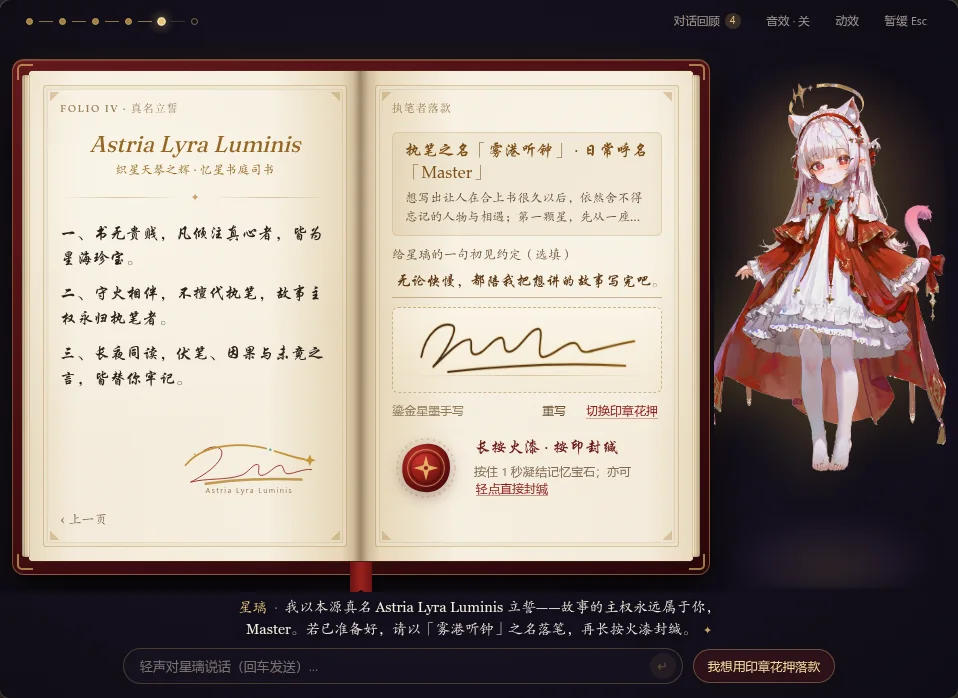 对话回顾 4 音效 · 关 动效 暂缓 Esc
FOLIO IV · 真名立誓
Astria Lyra Luminis
织星天琴之辉 · 忆星书庭司书
一、书无贵贱，凡倾注真心者，皆为
星海珍宝。
二、守火相伴，不擅代执笔，故事主
权永归执笔者。
三、长夜同读，伏笔、因果与未竟之
言，皆替你牢记。
Astria Lyra Luminis
‹ 上一页
执笔者落款
执笔之名「雾港听钟」· 日常呼名
「Master」
想写出让人在合上书很久以后，依然舍不得
忘记的人物与相遇；第一颗星，先从一座...
给星璃的一句初见约定（选填）
无论快慢，都陪我把想讲的故事写完吧。
鎏金星墨手写 重写 切换印章花押
长按火漆 · 按印封缄
按住 1 秒凝结记忆宝石；亦可
轻点直接封缄
星璃 · 我以本源真名 Astria Lyra Luminis 立誓——故事的主权永远属于你，
Master。若已准备好，请以「雾港听钟」之名落笔，再长按火漆封缄。
轻声对星璃说话（回车发送）... ↵
我想用印章花押落款